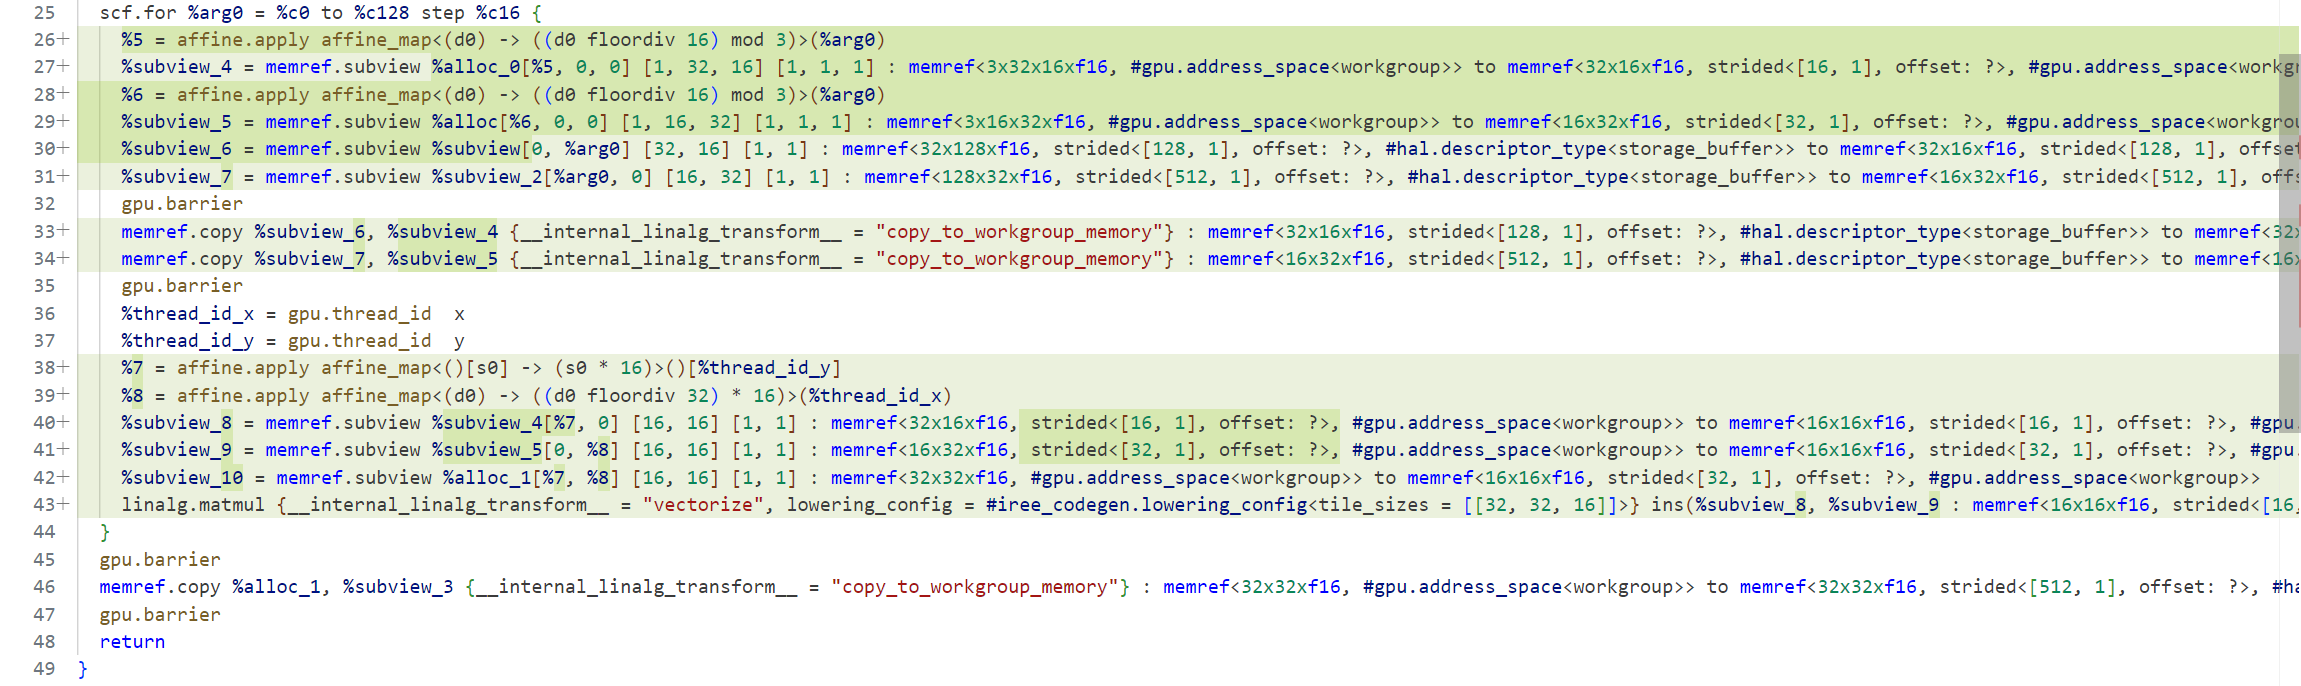 25 scf.for %arg0 = %c0 to %c128 step %c16 {
26+ %5 = affine.apply affine_map<(d0) -> ((d0 floordiv 16) mod 3)>(%arg0)
27+ %subview_4 = memref.subview %alloc_0[%5, 0, 0] [1, 32, 16] [1, 1, 1] : memref<3x32x16xf16, #gpu.address_space<workgroup>> to memref<32x16xf16, strided<[16, 1], offset: ?>, #gpu.address_space<workgr
28+ %6 = affine.apply affine_map<(d0) -> ((d0 floordiv 16) mod 3)>(%arg0)
29+ %subview_5 = memref.subview %alloc[%6, 0, 0] [1, 16, 32] [1, 1, 1] : memref<3x16x32xf16, #gpu.address_space<workgroup>> to memref<16x32xf16, strided<[32, 1], offset: ?>, #gpu.address_space<workgrou
30+ %subview_6 = memref.subview %subview[0, %arg0] [32, 16] [1, 1] : memref<32x128xf16, strided<[128, 1], offset: ?>, #hal.descriptor_type<storage_buffer>> to memref<32x16xf16, strided<[128, 1], offset
31+ %subview_7 = memref.subview %subview_2[%arg0, 0] [16, 32] [1, 1] : memref<128x32xf16, strided<[512, 1], offset: ?>, #hal.descriptor_type<storage_buffer>> to memref<16x32xf16, strided<[512, 1], offs
32 gpu.barrier
33+ memref.copy %subview_6, %subview_4 {__internal_linalg_transform__ = "copy_to_workgroup_memory"} : memref<32x16xf16, strided<[128, 1], offset: ?>, #hal.descriptor_type<storage_buffer>> to memref<32x
34+ memref.copy %subview_7, %subview_5 {__internal_linalg_transform__ = "copy_to_workgroup_memory"} : memref<16x32xf16, strided<[512, 1], offset: ?>, #hal.descriptor_type<storage_buffer>> to memref<16x
35 gpu.barrier
36 %thread_id_x = gpu.thread_id  x
37 %thread_id_y = gpu.thread_id  y
38+ %7 = affine.apply affine_map<()[s0] -> (s0 * 16)>()[%thread_id_y]
39+ %8 = affine.apply affine_map<(d0) -> ((d0 floordiv 32) * 16)>(%thread_id_x)
40+ %subview_8 = memref.subview %subview_4[%7, 0] [16, 16] [1, 1] : memref<32x16xf16, strided<[16, 1], offset: ?>, #gpu.address_space<workgroup>> to memref<16x16xf16, strided<[16, 1], offset: ?>, #gpu.
41+ %subview_9 = memref.subview %subview_5[0, %8] [16, 16] [1, 1] : memref<16x32xf16, strided<[32, 1], offset: ?>, #gpu.address_space<workgroup>> to memref<16x16xf16, strided<[32, 1], offset: ?>, #gpu.
42+ %subview_10 = memref.subview %alloc_1[%7, %8] [16, 16] [1, 1] : memref<32x32xf16, #gpu.address_space<workgroup>> to memref<16x16xf16, strided<[32, 1], offset: ?>, #gpu.address_space<workgroup>>
43+ linalg.matmul {__internal_linalg_transform__ = "vectorize", lowering_config = #iree_codegen.lowering_config<tile_sizes = [[32, 32, 16]]>} ins(%subview_8, %subview_9 : memref<16x16xf16, strided<[16,
44 }
45 gpu.barrier
46 memref.copy %alloc_1, %subview_3 {__internal_linalg_transform__ = "copy_to_workgroup_memory"} : memref<32x32xf16, #gpu.address_space<workgroup>> to memref<32x32xf16, strided<[512, 1], offset: ?>, #ha
47 gpu.barrier
48 return
49 }